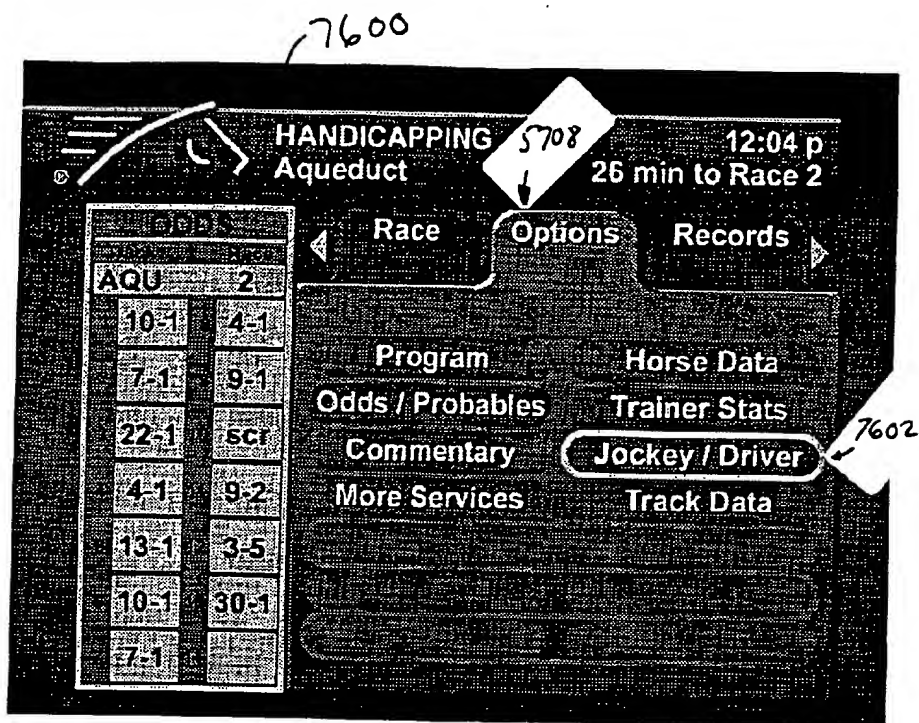 7600
HANDICAPPING
Aqueduct
5708
12:04 p
26 min to Race 2
ODDS
AQU 2
10-1 4-1
7-1 9-1
22-1 scr
4-1 9-2
13-1 3-5
10-1 30-1
7-1
Race Options Records
Program Horse Data
Odds / Probables Trainer Stats
Commentary Jockey / Driver
More Services Track Data
7602